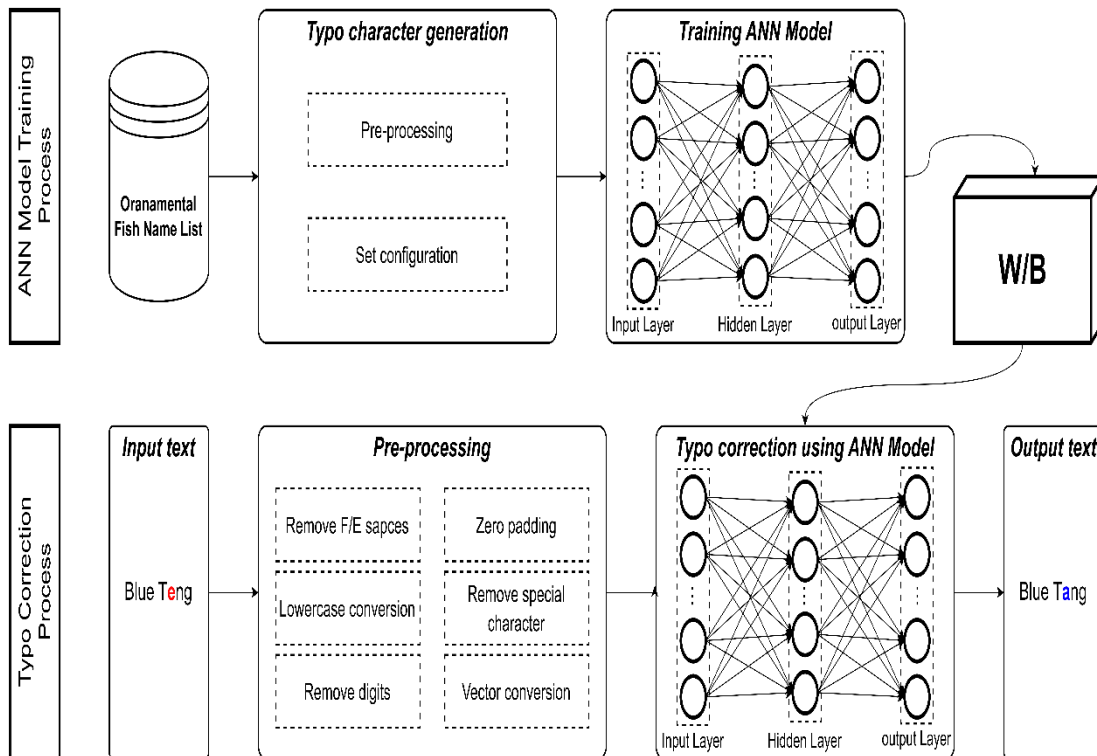 ANN Model Training
Process
Oranamental
Fish Name List
Typo character generation
Pre-processing
Set configuration
Training ANN Model
Input Layer
Hidden Layer
output Layer
W/B
Typo Correction
Process
Input text
Blue Teng
Pre-processing
Remove F/E sapces
Zero padding
Lowercase conversion
Remove special
character
Remove digits
Vector conversion
Typo correction using ANN Model
Input Layer
Hidden Layer
output Layer
Output text
Blue Tang